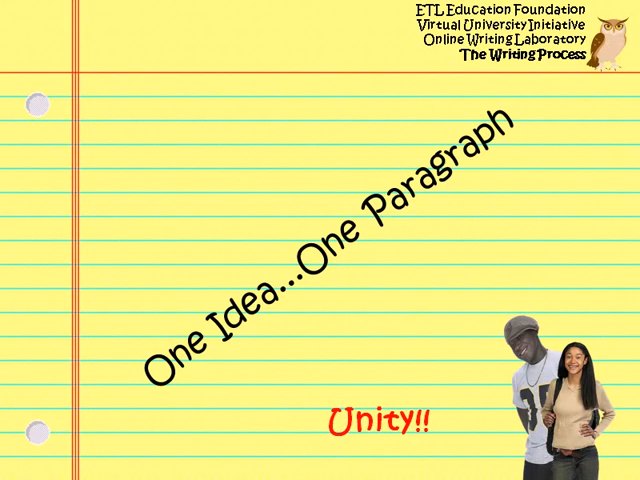 ETL Education Foundation
Virtual University Initiative
Online Writing Laboratory
The Writing Process
One Idea...One Paragraph
Unity!!